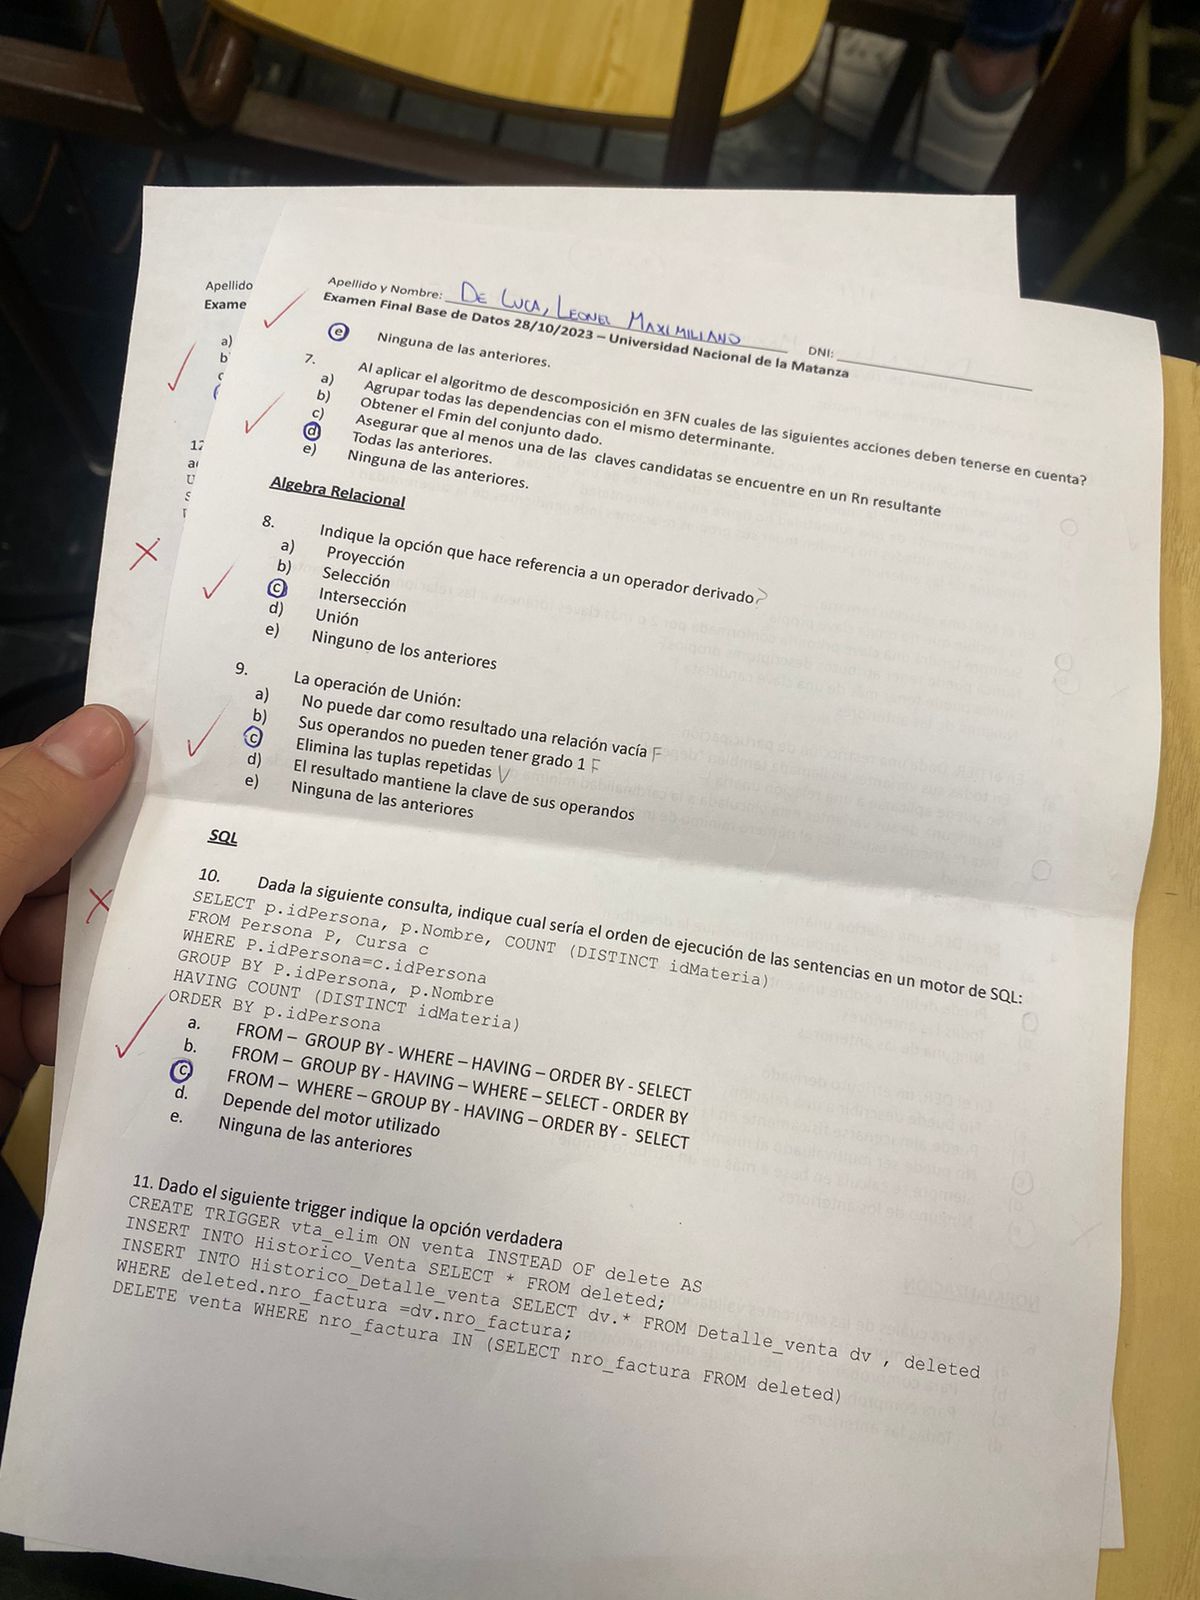 Apellido
Exame
a)
b
c
12
Apellido y Nombre: DE LUCA, LEONEL MAXIMILIANO DNI:
Examen Final Base de Datos 28/10/2023 – Universidad Nacional de la Matanza
e) Ninguna de las anteriores.
7. Al aplicar el algoritmo de descomposición en 3FN cuales de las siguientes acciones deben tenerse en cuenta?
a) Agrupar todas las dependencias con el mismo determinante.
b) Obtener el Fmin del conjunto dado.
c) Asegurar que al menos una de las claves candidatas se encuentre en un Rn resultante
d) Todas las anteriores.
e) Ninguna de las anteriores.
Algebra Relacional
8. Indique la opción que hace referencia a un operador derivado?
a) Proyección
b) Selección
c) Intersección
d) Unión
e) Ninguno de los anteriores
9. La operación de Unión:
a) No puede dar como resultado una relación vacía F
b) Sus operandos no pueden tener grado 1 F
c) Elimina las tuplas repetidas V
d) El resultado mantiene la clave de sus operandos
e) Ninguna de las anteriores
SQL
10. Dada la siguiente consulta, indique cual sería el orden de ejecución de las sentencias en un motor de SQL:
SELECT p.idPersona, p.Nombre, COUNT (DISTINCT idMateria)
FROM Persona P, Cursa c
WHERE P.idPersona=c.idPersona
GROUP BY P.idPersona, p.Nombre
HAVING COUNT (DISTINCT idMateria)
ORDER BY p.idPersona
a. FROM – GROUP BY - WHERE – HAVING – ORDER BY - SELECT
b. FROM – GROUP BY - HAVING – WHERE – SELECT - ORDER BY
c FROM – WHERE – GROUP BY - HAVING – ORDER BY - SELECT
d. Depende del motor utilizado
e. Ninguna de las anteriores
11. Dado el siguiente trigger indique la opción verdadera
CREATE TRIGGER vta_elim ON venta INSTEAD OF delete AS
INSERT INTO Historico_Venta SELECT * FROM deleted;
INSERT INTO Historico_Detalle_venta SELECT dv.* FROM Detalle_venta dv , deleted
WHERE deleted.nro_factura =dv.nro_factura;
DELETE venta WHERE nro_factura IN (SELECT nro_factura FROM deleted)